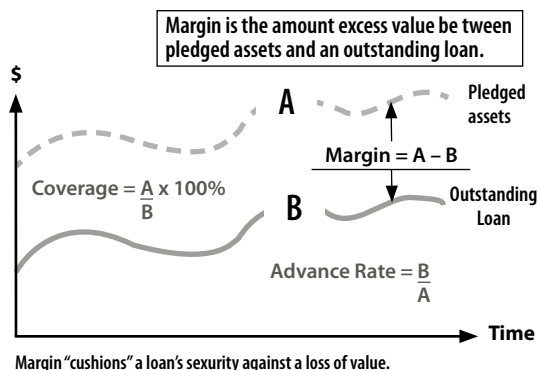 Margin is the amount excess value be tween
pledged assets and an outstanding loan.
$
A
Pledged
assets
Margin = A – B
Coverage = A x 100%
B
B
Outstanding
Loan
Advance Rate = B
A
Time
Margin “cushions” a loan’s sexurity against a loss of value.